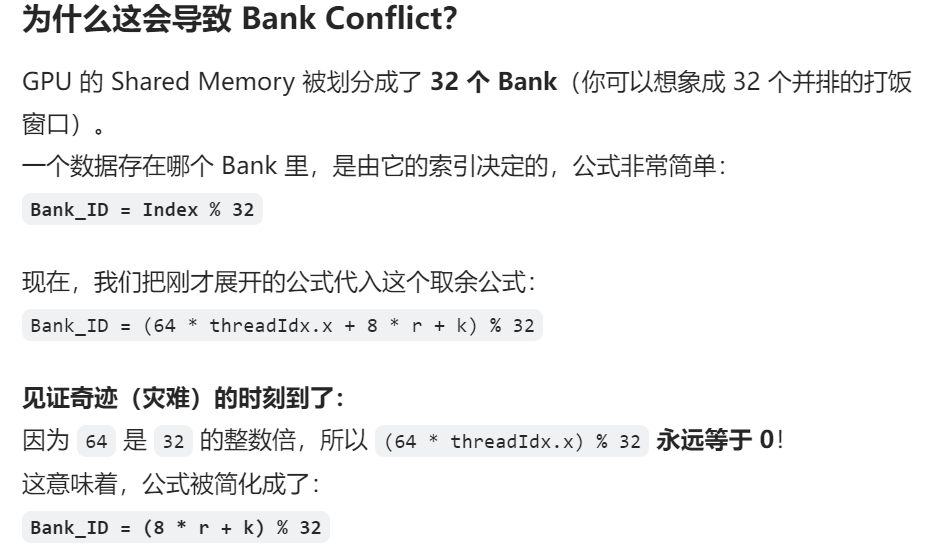 为什么这会导致 Bank Conflict?
GPU 的 Shared Memory 被划分成了 32 个 Bank（你可以想象成 32 个并排的打饭
窗口）。
一个数据存在哪个 Bank 里，是由它的索引决定的，公式非常简单：
Bank_ID = Index % 32
现在，我们把刚才展开的公式代入这个取余公式：
Bank_ID = (64 * threadIdx.x + 8 * r + k) % 32
见证奇迹（灾难）的时刻到了：
因为 64 是 32 的整数倍，所以 (64 * threadIdx.x) % 32 永远等于 0！
这意味着，公式被简化成了：
Bank_ID = (8 * r + k) % 32